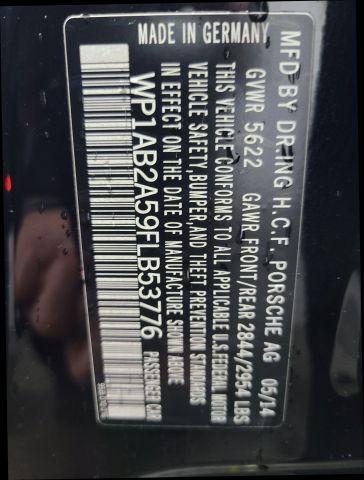 MFD BY DR.ING H.C.F. PORSCHE AG 05/14
GVWR 5622 GAWR FRONT/REAR 2844/2954 LBS
THIS VEHICLE CONFORMS TO ALL APPLICABLE U.S. FEDERAL MOTOR
VEHICLE SAFETY, BUMPER, AND THEFT PREVENTION STANDARDS
IN EFFECT ON THE DATE OF MANUFACTURE SHOWN ABOVE
WP1AB2A59FLB53776 PASSENGER CAR
MADE IN GERMANY